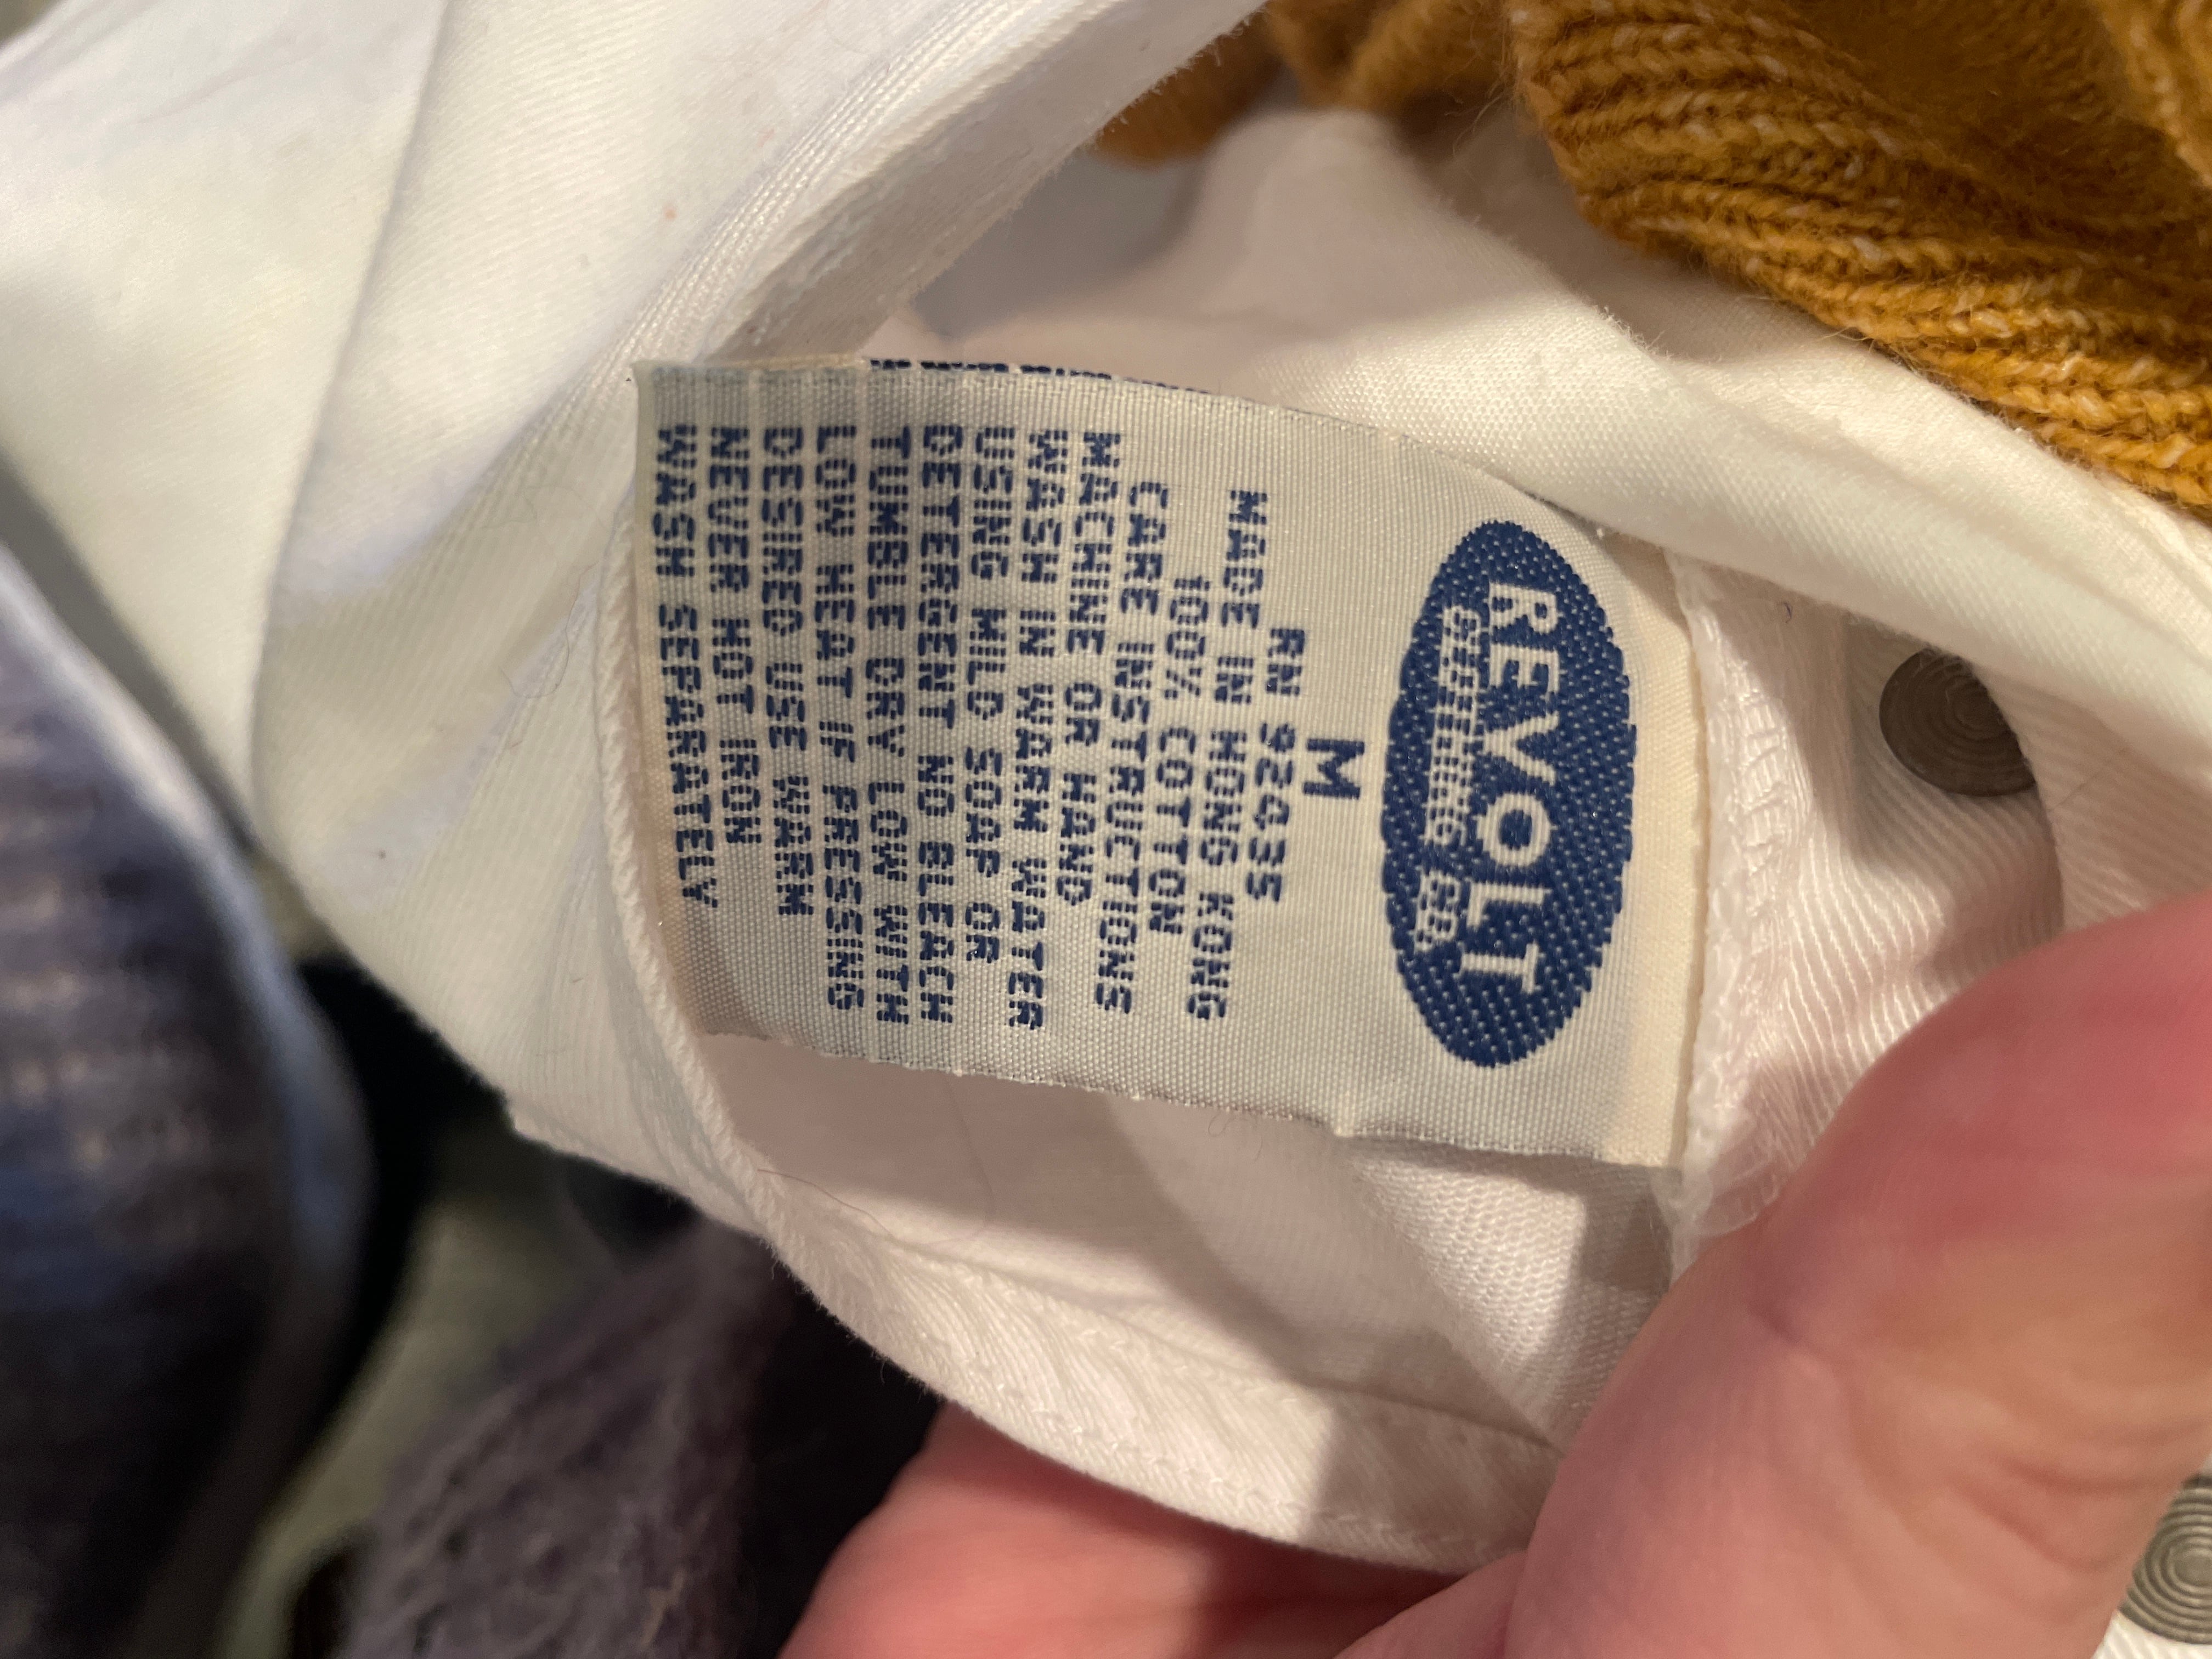 REVOLT
CLOTHING CO.
M
RN 92435
MADE IN HONG KONG
100% COTTON
CARE INSTRUCTIONS
MACHINE OR HAND
WASH IN WARM WATER
USING MILD SOAP OR
DETERGENT NO BLEACH
TUMBLE DRY LOW WITH
LOW HEAT IF PRESSING
DESIRED USE WARM
NEVER HOT IRON
WASH SEPARATELY